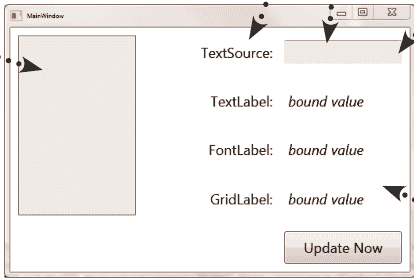 MainWindow
TextSource:
TextLabel: bound value
FontLabel: bound value
GridLabel: bound value
Update Now